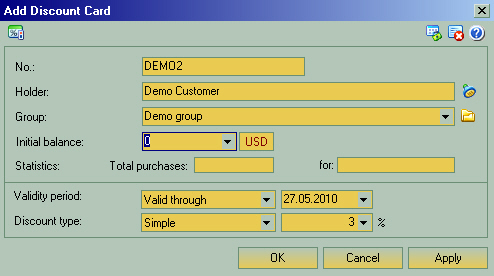 Add Discount Card
No.: DEMO2
Holder: Demo Customer
Group: Demo group
Initial balance: 0 USD
Statistics: Total purchases: for:
Validity period: Valid through 27.05.2010
Discount type: Simple 3 %
OK Cancel Apply